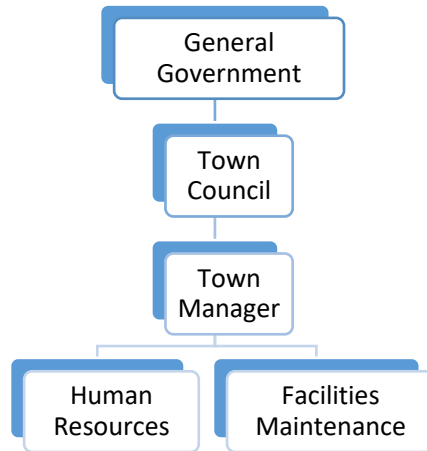 General
Government
Town
Council
Town
Manager
Human
Resources
Facilities
Maintenance